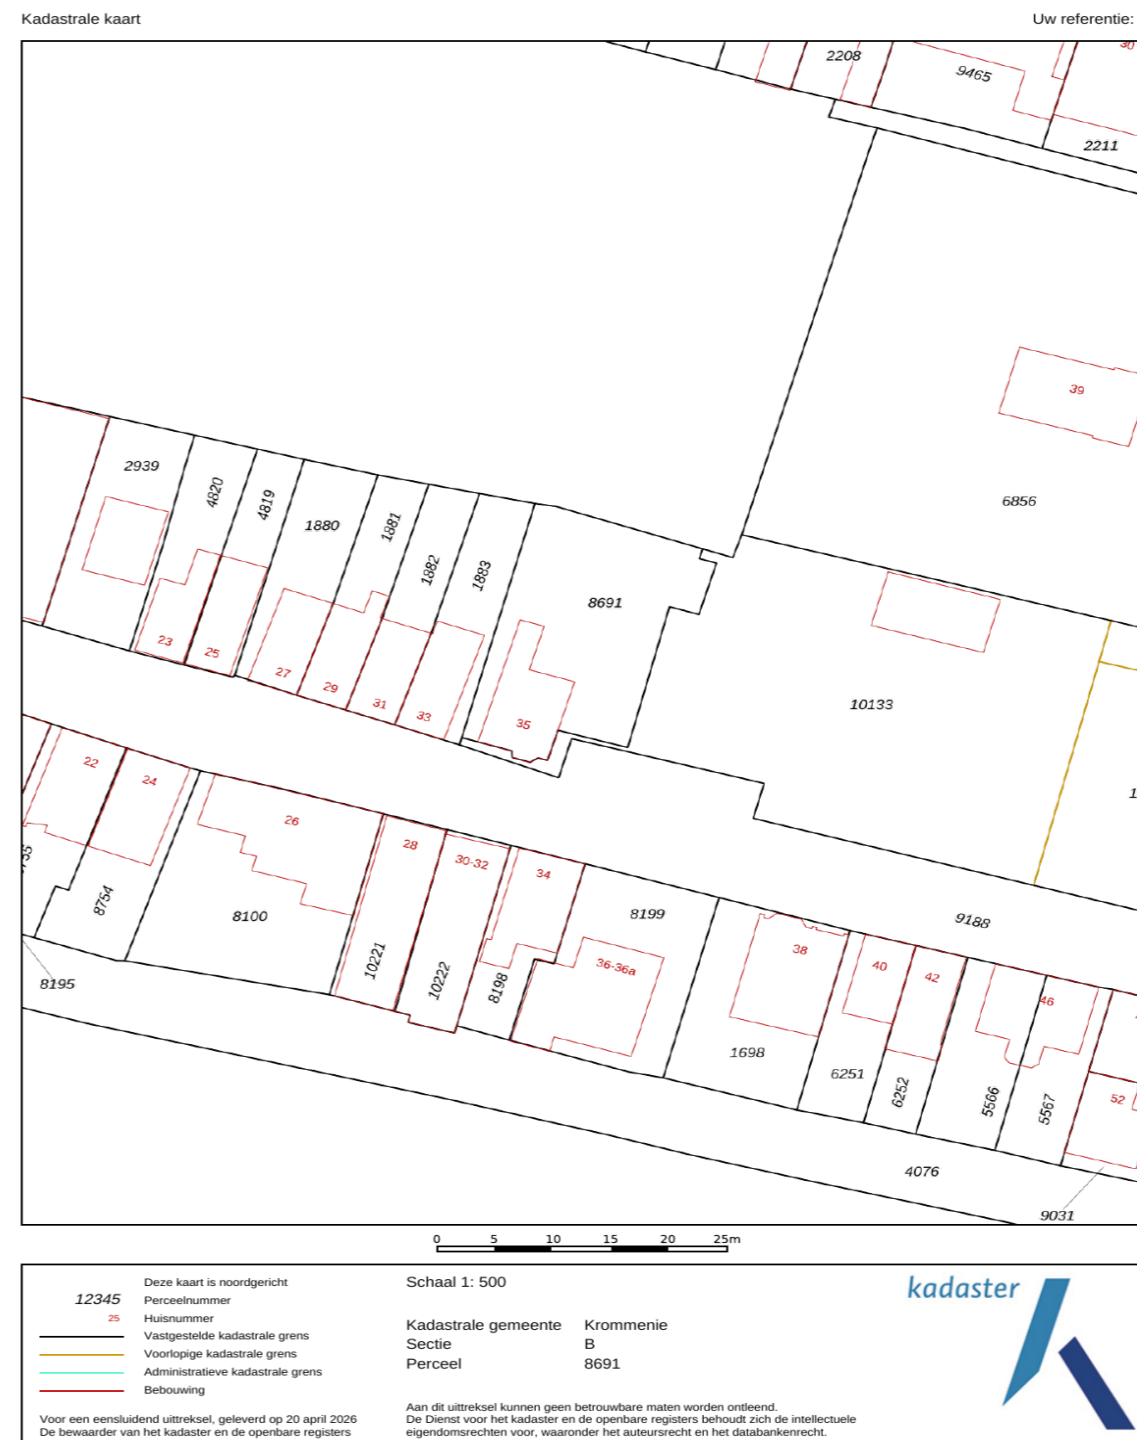 Kadastrale kaart
Uw referentie:
2208
9465
30
2211
39
6856
2939
4820
4819
1880
1881
1882
1883
8691
10133
23
25
27
29
31
33
35
22
24
26
28
30-32
34
8754
8100
10221
10222
8198
8199
36-36a
38
40
42
46
9188
8195
1698
6251
6252
5566
5567
52
4076
9031
0 5 10 15 20 25m
Deze kaart is noordgericht
12345 Perceelnummer
25 Huisnummer
Vastgestelde kadastrale grens
Voorlopige kadastrale grens
Administratieve kadastrale grens
Bebouwing
Voor een eensluidend uittreksel, geleverd op 20 april 2026
De bewaarder van het kadaster en de openbare registers
Schaal 1: 500
Kadastrale gemeente Krommenie
Sectie B
Perceel 8691
Aan dit uittreksel kunnen geen betrouwbare maten worden ontleend.
De Dienst voor het kadaster en de openbare registers behoudt zich de intellectuele
eigendomsrechten voor, waaronder het auteursrecht en het databankenrecht.
kadaster